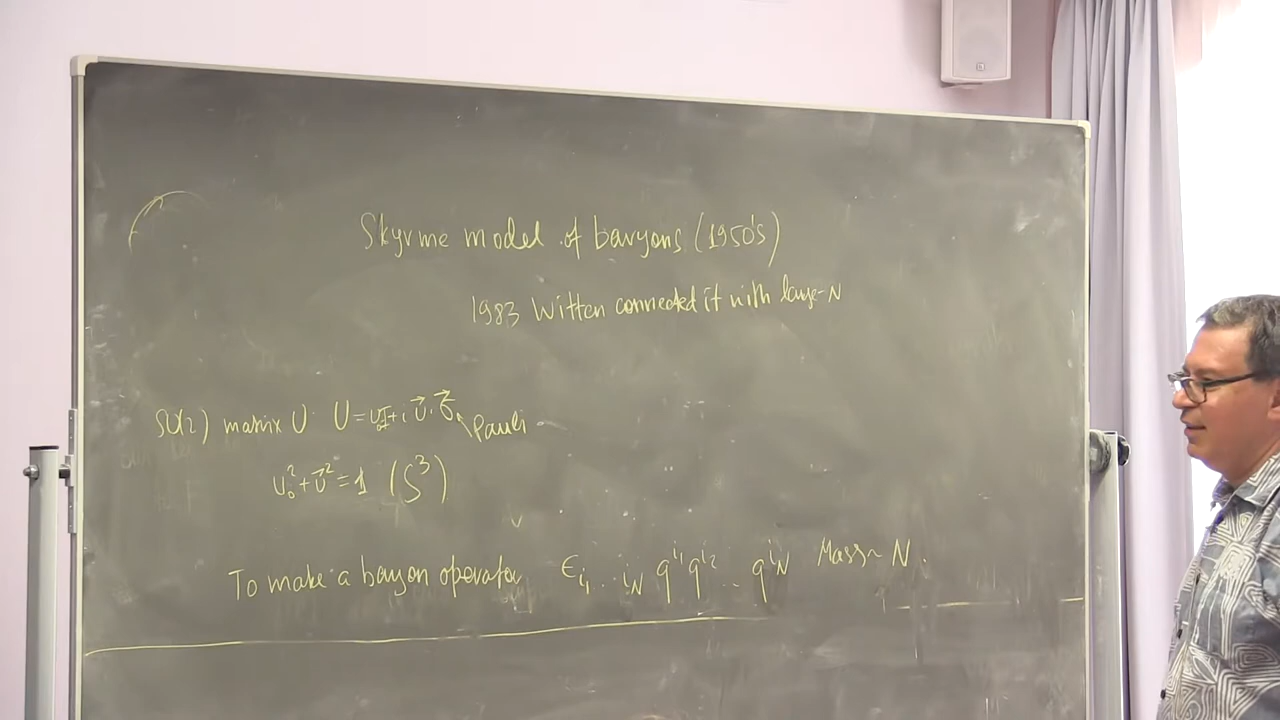 Skyrme model of baryons (1950's)
1983 Witten connected it with large-N
SU(2) matrix U. U = u₀I + i u⃗·σ⃗ Pauli
u₀² + u⃗² = 1 (S³)
To make a baryon operator ϵ_{i₁...i_N} q^{i₁} q^{i₂} .. q^{i_N} Mass ~ N.